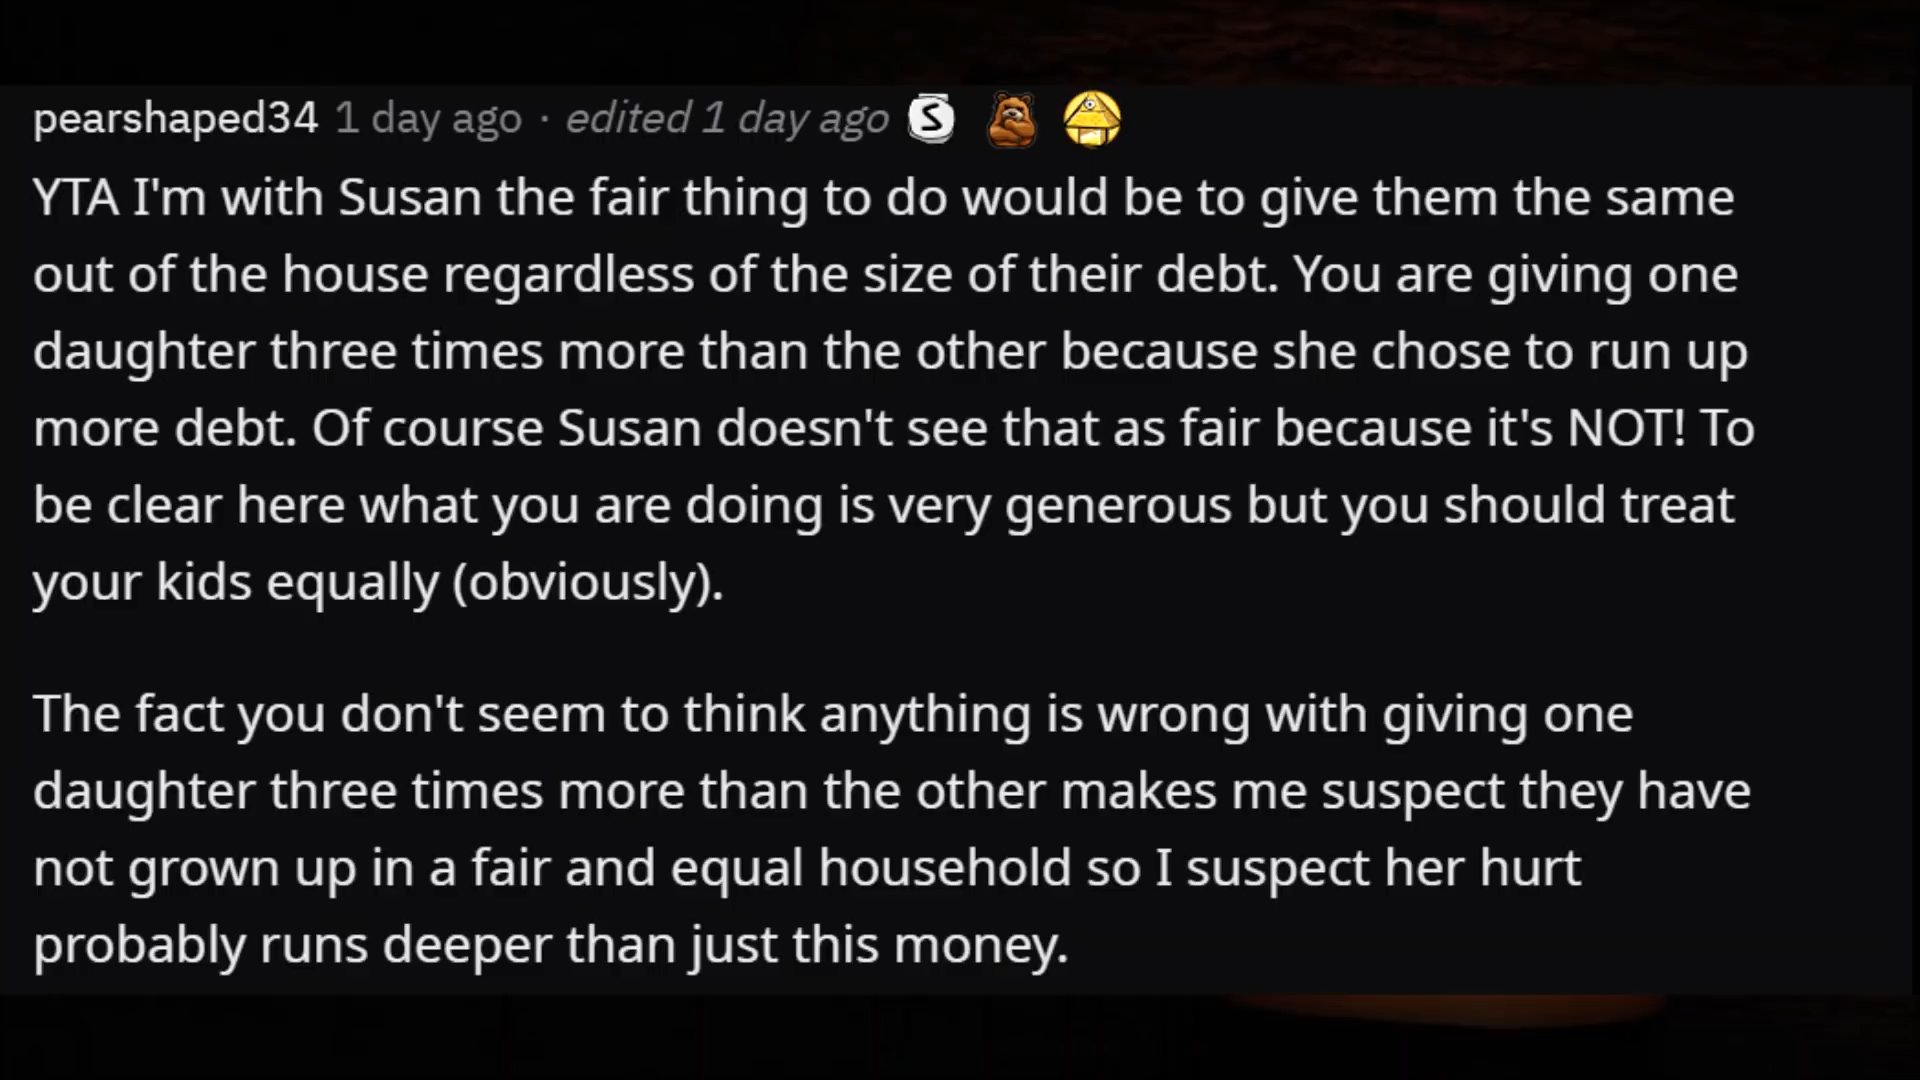 pearshaped34 1 day ago · edited 1 day ago
YTA I'm with Susan the fair thing to do would be to give them the same
out of the house regardless of the size of their debt. You are giving one
daughter three times more than the other because she chose to run up
more debt. Of course Susan doesn't see that as fair because it's NOT! To
be clear here what you are doing is very generous but you should treat
your kids equally (obviously).
The fact you don't seem to think anything is wrong with giving one
daughter three times more than the other makes me suspect they have
not grown up in a fair and equal household so I suspect her hurt
probably runs deeper than just this money.